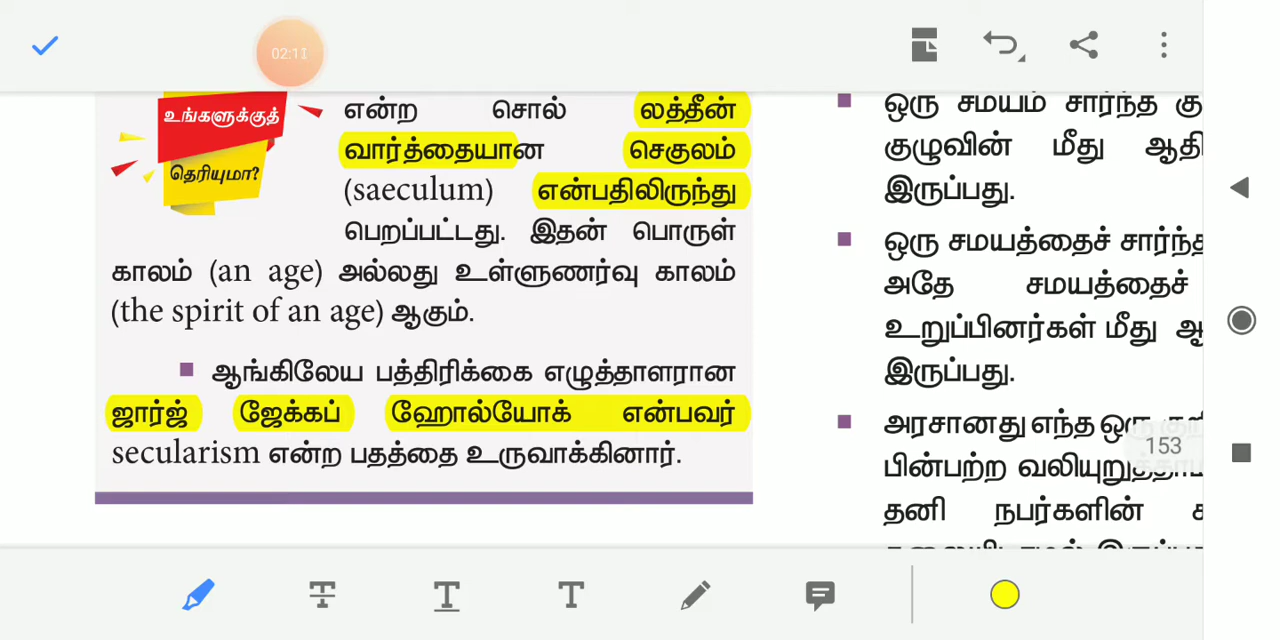 02:11
உங்களுக்குத்
தெரியுமா?
என்ற சொல் லத்தீன்
வார்த்தையான செகுலம்
(saeculum) என்பதிலிருந்து
பெறப்பட்டது. இதன் பொருள்
காலம் (an age) அல்லது உள்ளுணர்வு காலம்
(the spirit of an age) ஆகும்.
ஆங்கிலேய பத்திரிக்கை எழுத்தாளரான
ஜார்ஜ் ஜேக்கப் ஹோல்யோக் என்பவர்
secularism என்ற பதத்தை உருவாக்கினார்.
ஒரு சமயம் சார்ந்த கு
குழுவின் மீது ஆதி
இருப்பது.
ஒரு சமயத்தைச் சார்ந்த
அதே சமயத்தைச்
உறுப்பினர்கள் மீது ஆ
இருப்பது.
அரசானது எந்த ஒரு குறி
பின்பற்ற வலியுறுத்தாம
தனி நபர்களின் க
153
T
T
T